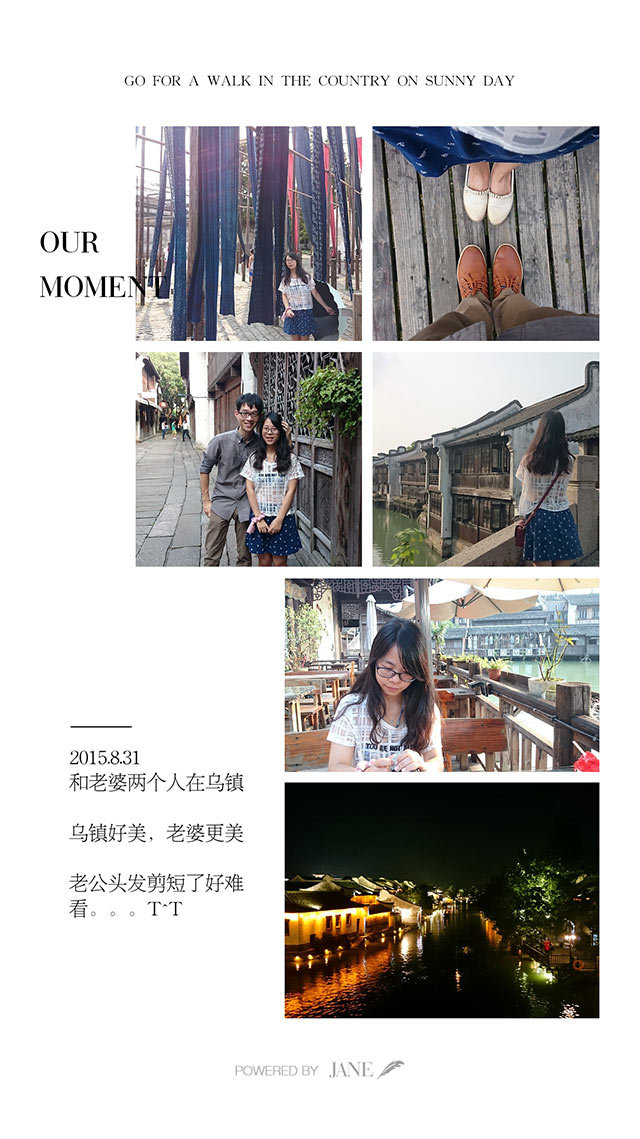 GO FOR A WALK IN THE COUNTRY ON SUNNY DAY
OUR
MOMENT
2015.8.31
和老婆两个人在乌镇
乌镇好美，老婆更美
老公头发剪短了好难
看。。。T^T
POWERED BY JANE